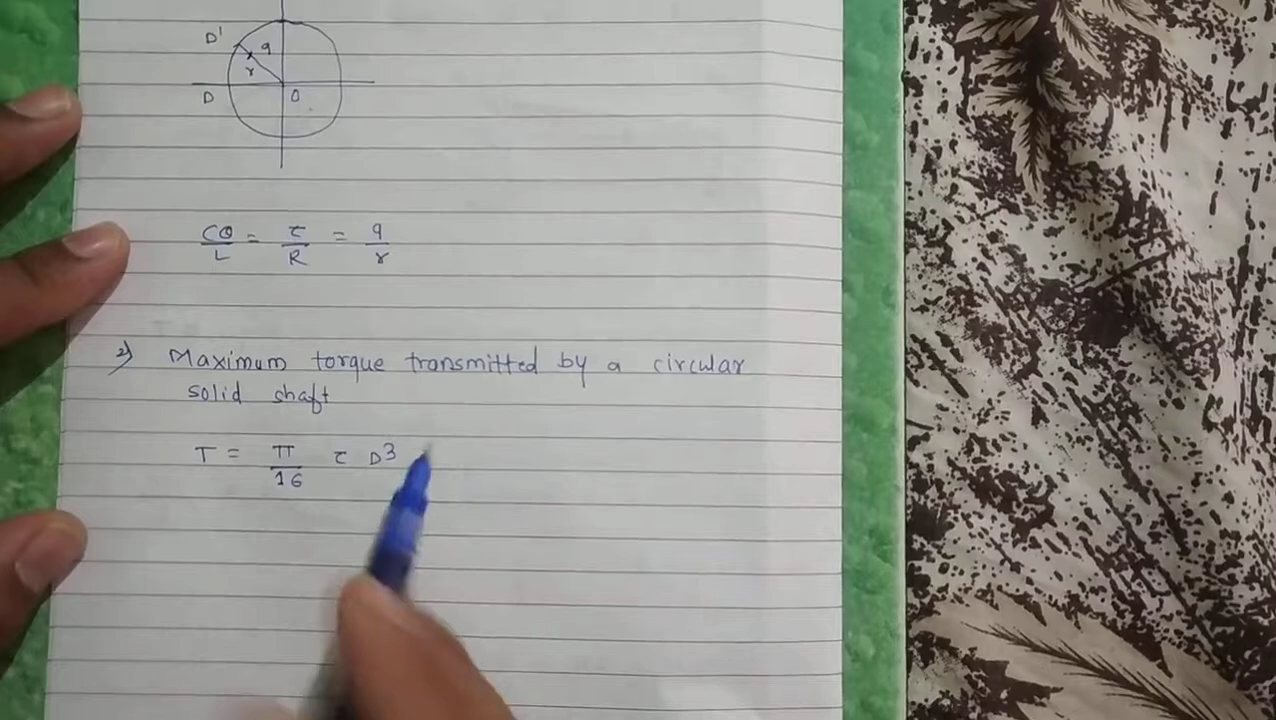 D'
q
r
D O
Cθ/L = τ/R = q/r
2) Maximum torque transmitted by a circular
solid shaft
T = π/16 τ D³